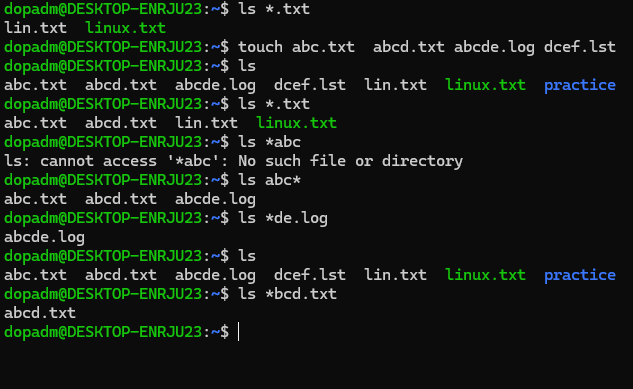 dopadm@DESKTOP-ENRJU23:~$ ls *.txt
lin.txt  linux.txt
dopadm@DESKTOP-ENRJU23:~$ touch abc.txt  abcd.txt abcde.log dcef.lst
dopadm@DESKTOP-ENRJU23:~$ ls
abc.txt  abcd.txt  abcde.log  dcef.lst  lin.txt  linux.txt  practice
dopadm@DESKTOP-ENRJU23:~$ ls *.txt
abc.txt  abcd.txt  lin.txt  linux.txt
dopadm@DESKTOP-ENRJU23:~$ ls *abc
ls: cannot access '*abc': No such file or directory
dopadm@DESKTOP-ENRJU23:~$ ls abc*
abc.txt  abcd.txt  abcde.log
dopadm@DESKTOP-ENRJU23:~$ ls *de.log
abcde.log
dopadm@DESKTOP-ENRJU23:~$ ls
abc.txt  abcd.txt  abcde.log  dcef.lst  lin.txt  linux.txt  practice
dopadm@DESKTOP-ENRJU23:~$ ls *bcd.txt
abcd.txt
dopadm@DESKTOP-ENRJU23:~$